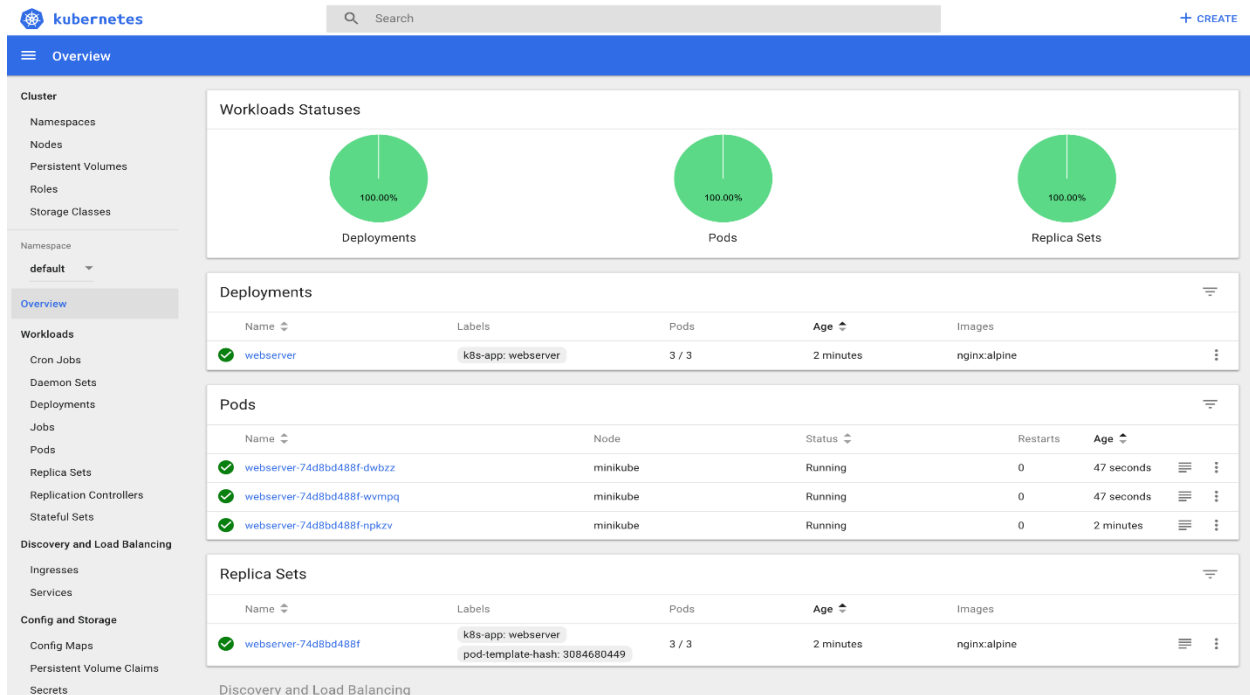 kubernetes
Search
+ CREATE
Overview
Cluster
Namespaces
Nodes
Persistent Volumes
Roles
Storage Classes
Namespace
default
Overview
Workloads
Cron Jobs
Daemon Sets
Deployments
Jobs
Pods
Replica Sets
Replication Controllers
Stateful Sets
Discovery and Load Balancing
Ingresses
Services
Config and Storage
Config Maps
Persistent Volume Claims
Secrets
Workloads Statuses
100.00% 100.00% 100.00%
Deployments Pods Replica Sets
Deployments
Name Labels Pods Age Images
webserver k8s-app: webserver 3 / 3 2 minutes nginx:alpine
Pods
Name Node Status Restarts Age
webserver-74d8bd488f-dwbzz minikube Running 0 47 seconds
webserver-74d8bd488f-wvmpq minikube Running 0 47 seconds
webserver-74d8bd488f-npkzv minikube Running 0 2 minutes
Replica Sets
Name Labels Pods Age Images
webserver-74d8bd488f k8s-app: webserver 3 / 3 2 minutes nginx:alpine
pod-template-hash: 3084680449
Discovery and Load Balancing